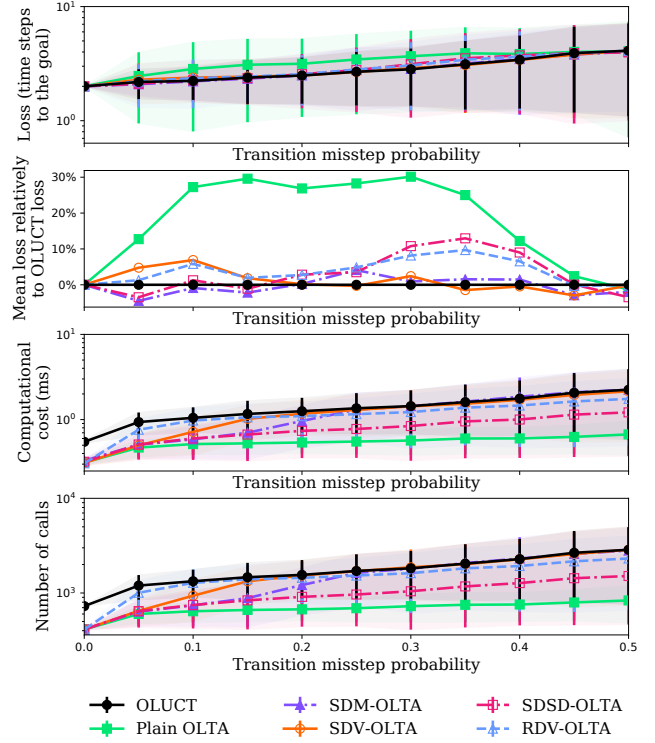 10¹
10⁰
Loss (time steps
to the goal)
Transition misstep probability
30%
20%
10%
0%
Mean loss relatively
to OLUCT loss
Transition misstep probability
10⁰
Computational
cost (ms)
Transition misstep probability
10⁴
10³
Number of calls
0.0 0.1 0.2 0.3 0.4 0.5
Transition misstep probability
OLUCT SDM-OLTA SDSD-OLTA
Plain OLTA SDV-OLTA RDV-OLTA